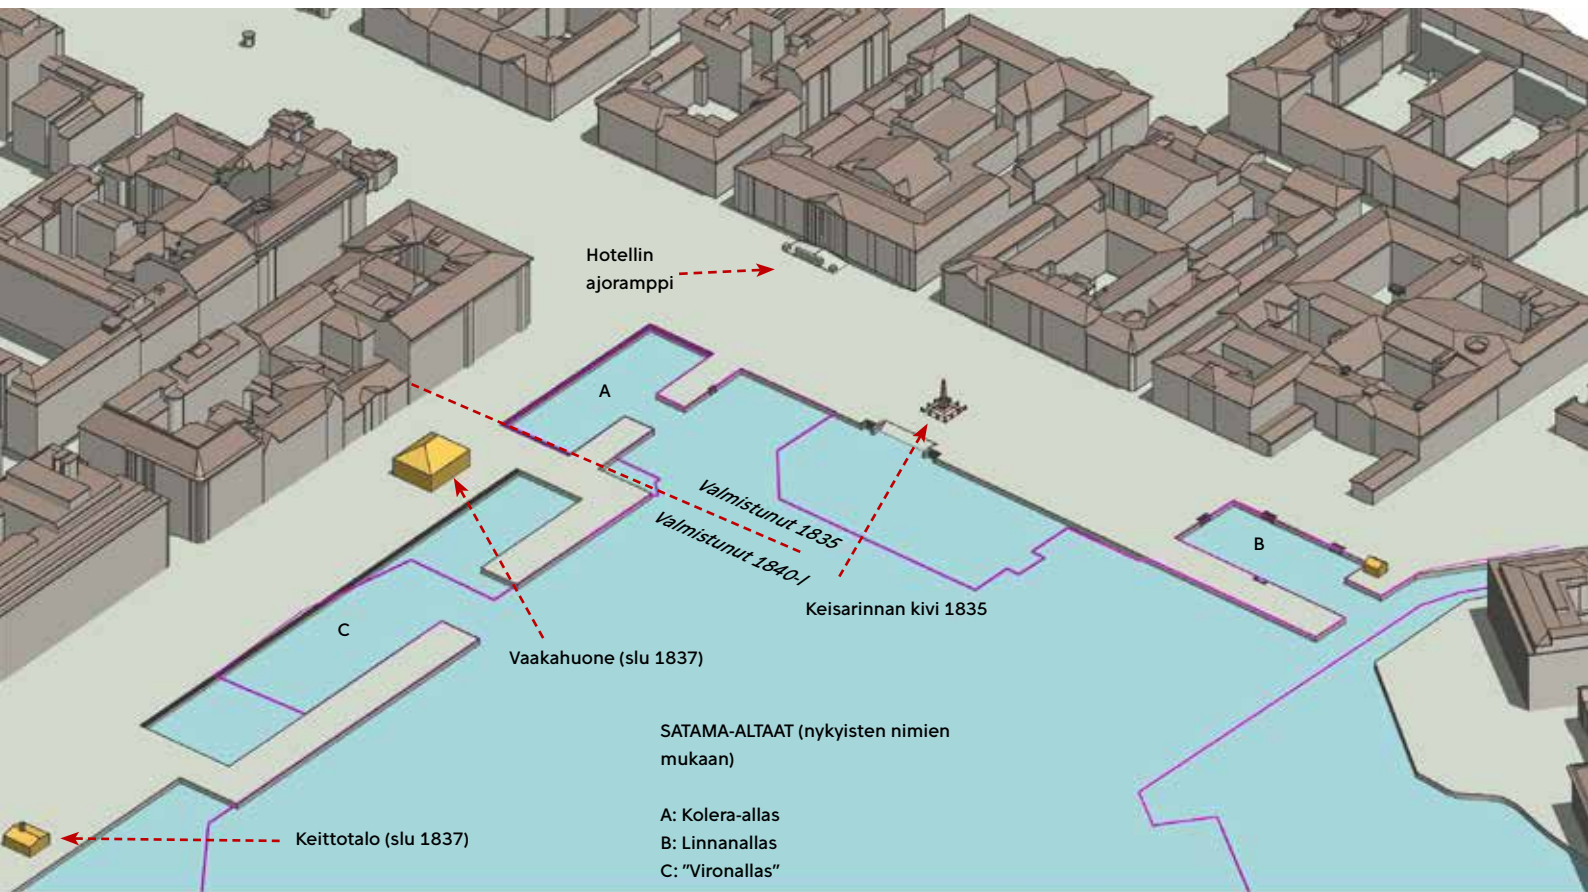 Hotellin
ajoramppi
A
Valmistunut 1835
Valmistunut 1840-l
B
Keisarinnan kivi 1835
C
Vaakahuone (slu 1837)
SATAMA-ALTAAT (nykyisten nimien
mukaan)
A: Kolera-allas
B: Linnanallas
C: ”Vironallas”
Keittotalo (slu 1837)